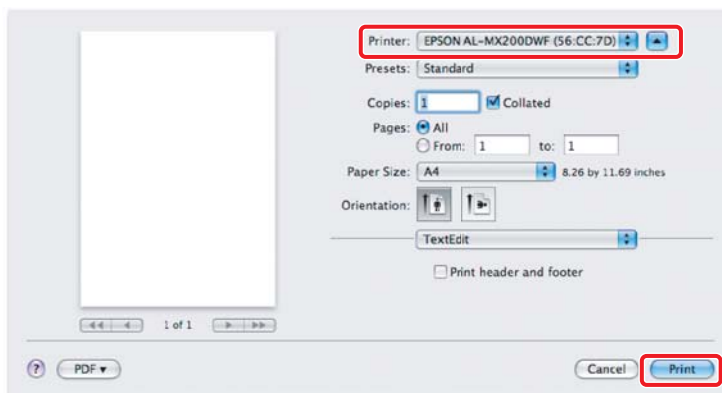 Printer: EPSON AL-MX200DWF (56:CC:7D)
Presets: Standard
Copies: 1 Collated
Pages: All
From: 1 to: 1
Paper Size: A4 8.26 by 11.69 inches
Orientation:
TextEdit
Print header and footer
1 of 1
? PDF Cancel Print